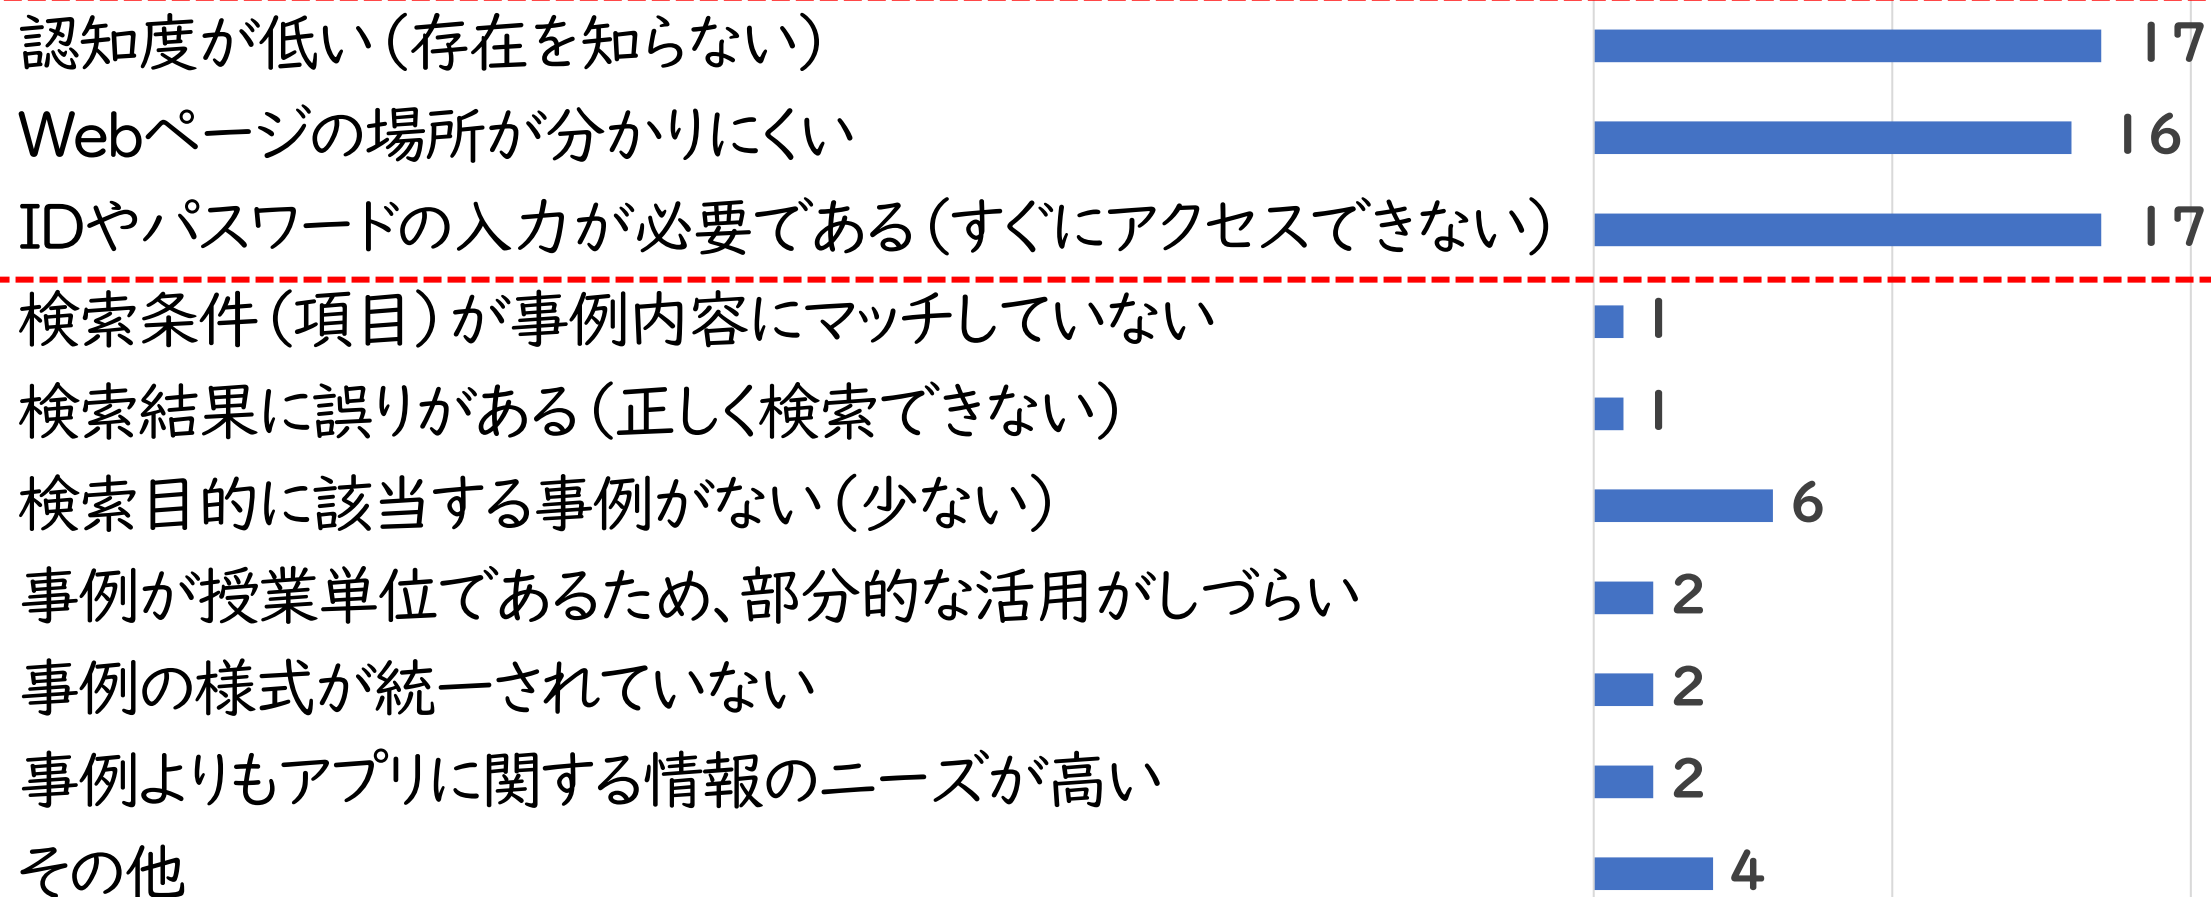 認知度が低い（存在を知らない） 17
Webページの場所が分かりにくい 16
IDやパスワードの入力が必要である（すぐにアクセスできない） 17
検索条件（項目）が事例内容にマッチしていない 1
検索結果に誤りがある（正しく検索できない） 1
検索目的に該当する事例がない（少ない） 6
事例が授業単位であるため、部分的な活用がしづらい 2
事例の様式が統一されていない 2
事例よりもアプリに関する情報のニーズが高い 2
その他 4